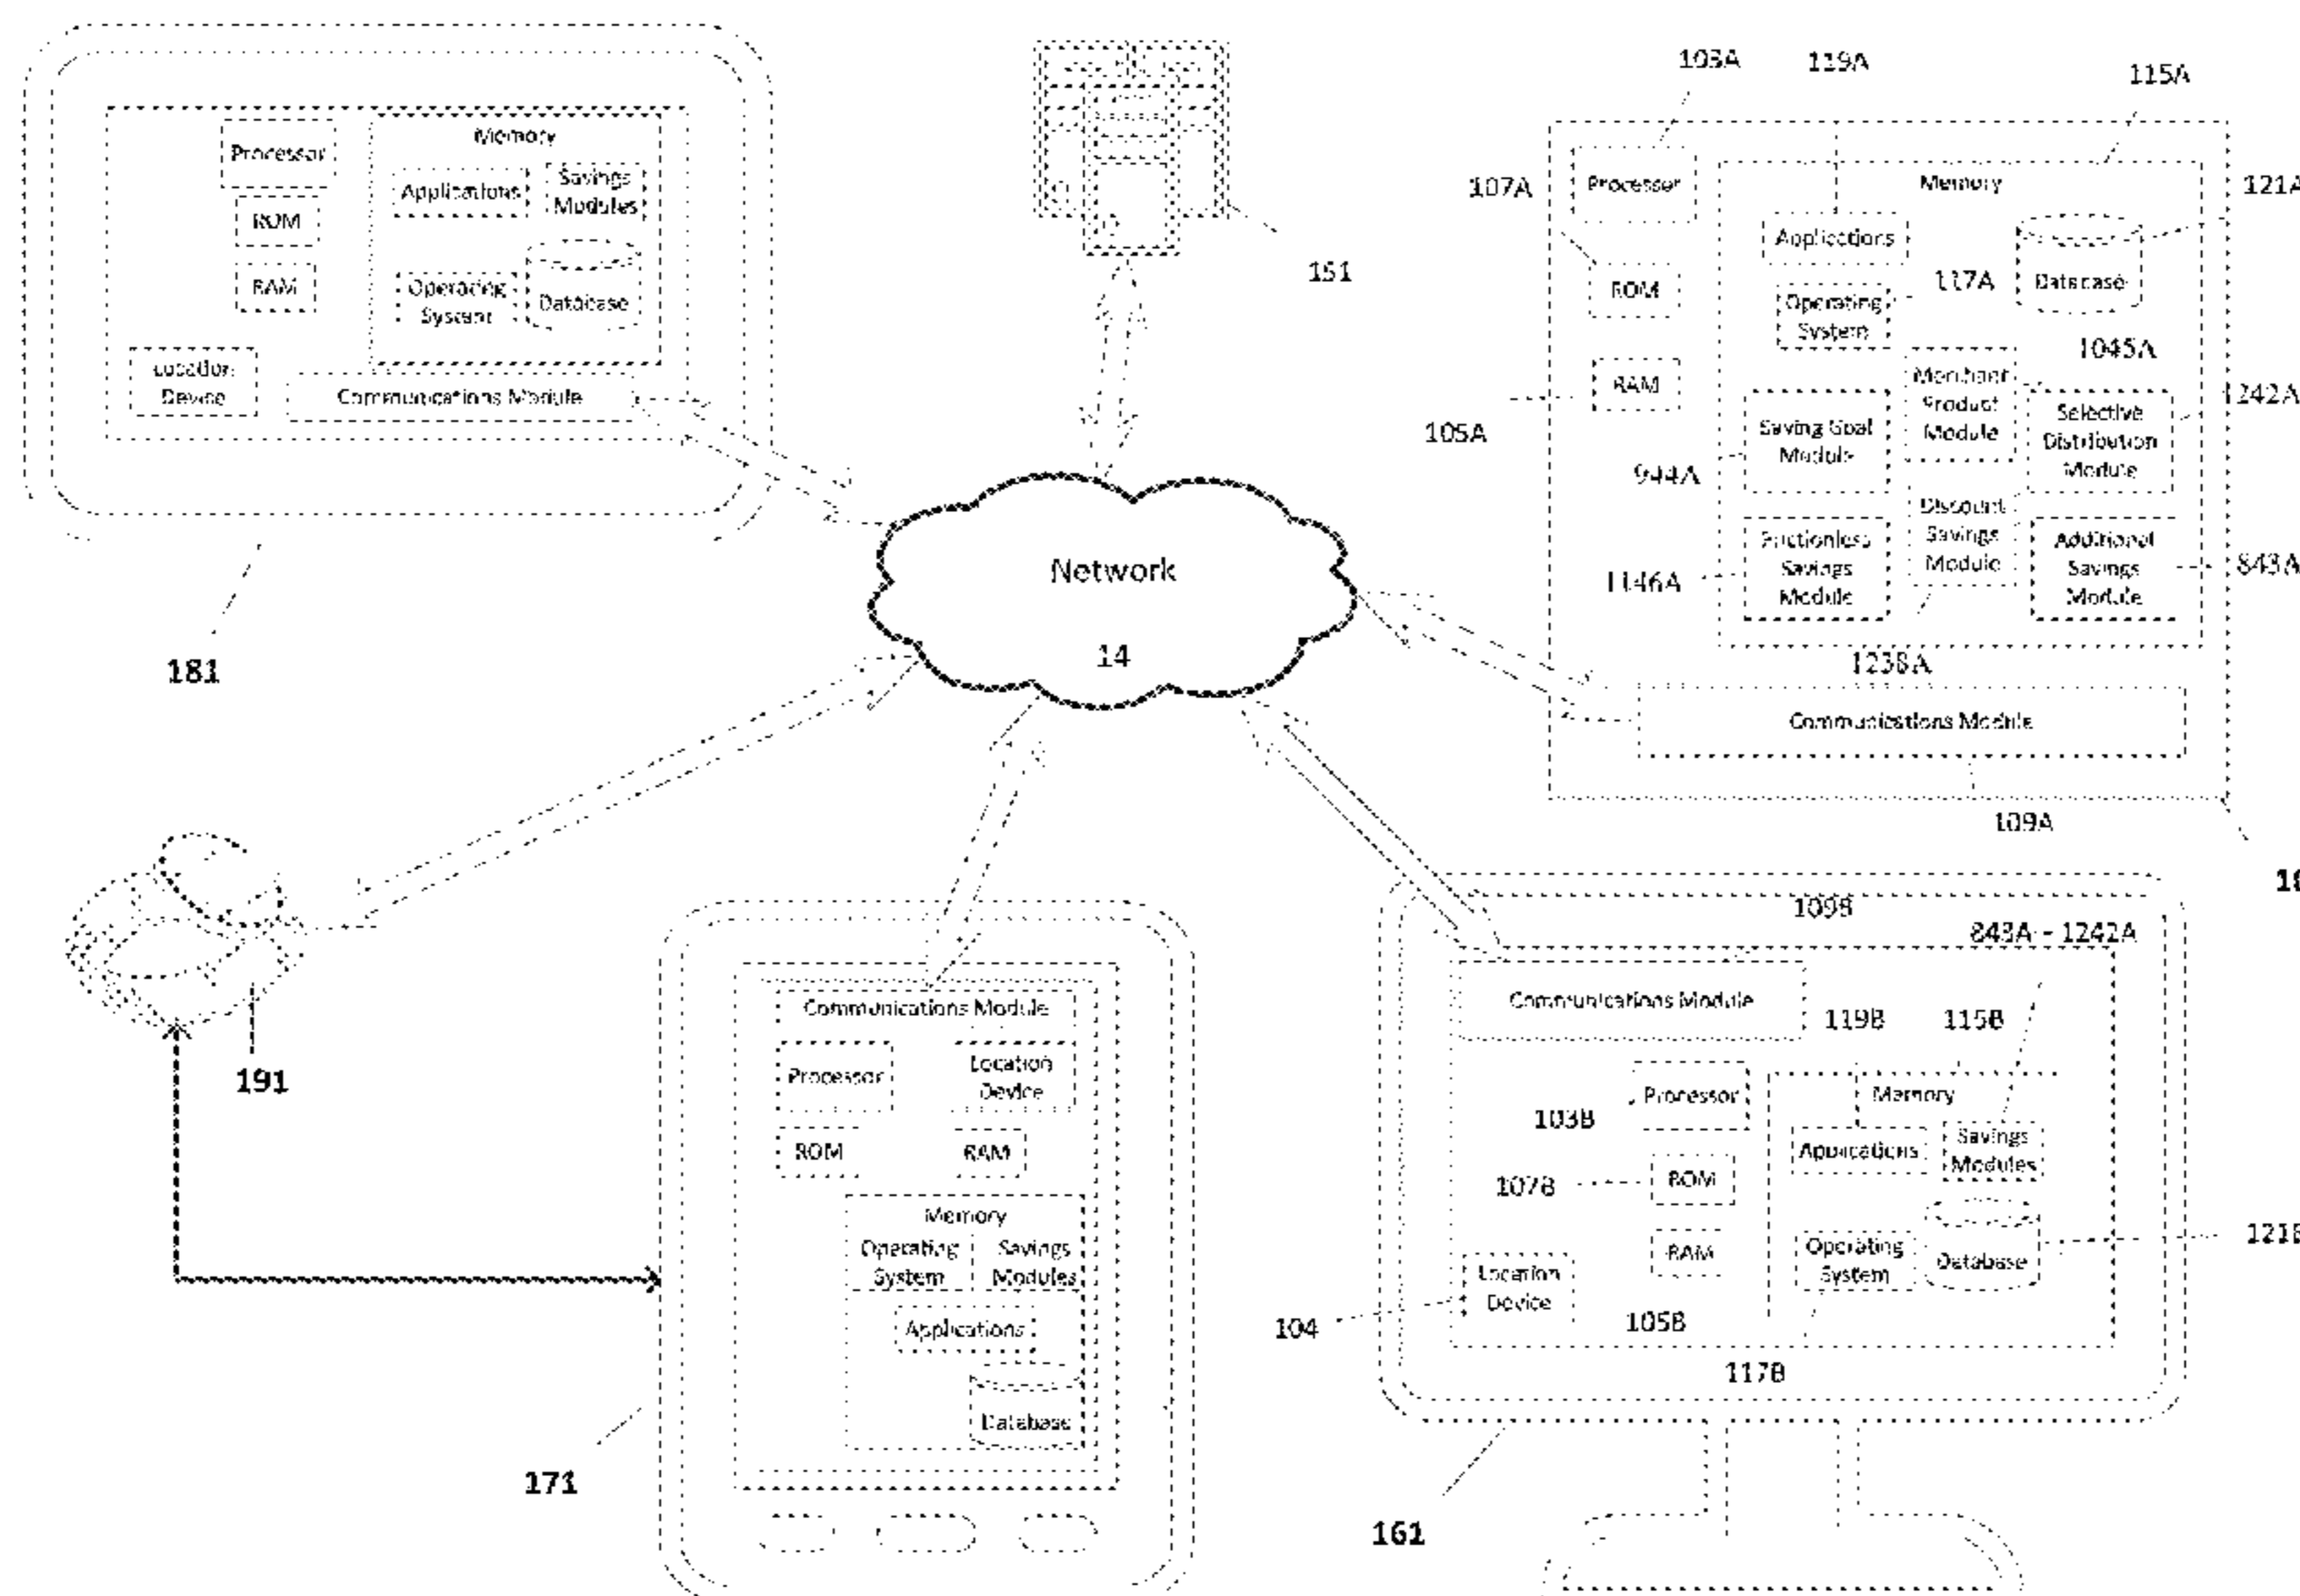 Processor
ROM
RAM
Location
Device
Memory
Applications
Savings
Modules
Operating
System
Database
Communications Module
181
151
103A
119A
115A
107A
Processor
Memory
121A
Applications
ROM
117A
Database
Operating
System
1045A
RAM
105A
Merchant
Product
Module
1242A
Saving Goal
Module
Selective
Distribution
Module
944A
Discount
Savings
Module
Frictionless
Savings
Module
Additional
Savings
Module
843A
1146A
1238A
Communications Module
109A
Network
14
191
Communications Module
Processor
Location
Device
ROM
RAM
Memory
Operating
System
Savings
Modules
Applications
Database
171
109B
843A - 1242A
Communications Module
119B
115B
Processor
103B
Memory
Applications
Savings
Modules
107B
ROM
RAM
Operating
System
Database
Location
Device
104
105B
117B
161